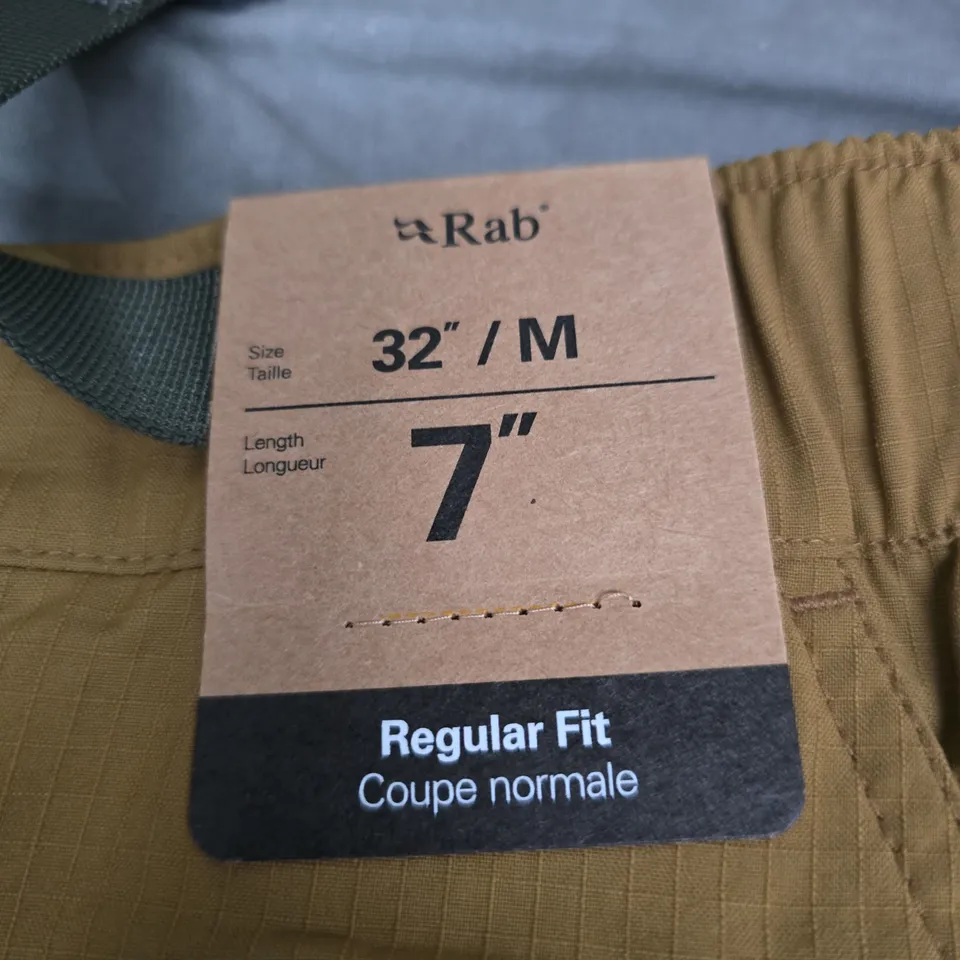 Rab®
Size
Taille
32" / M
Length
Longueur
7"
Regular Fit
Coupe normale